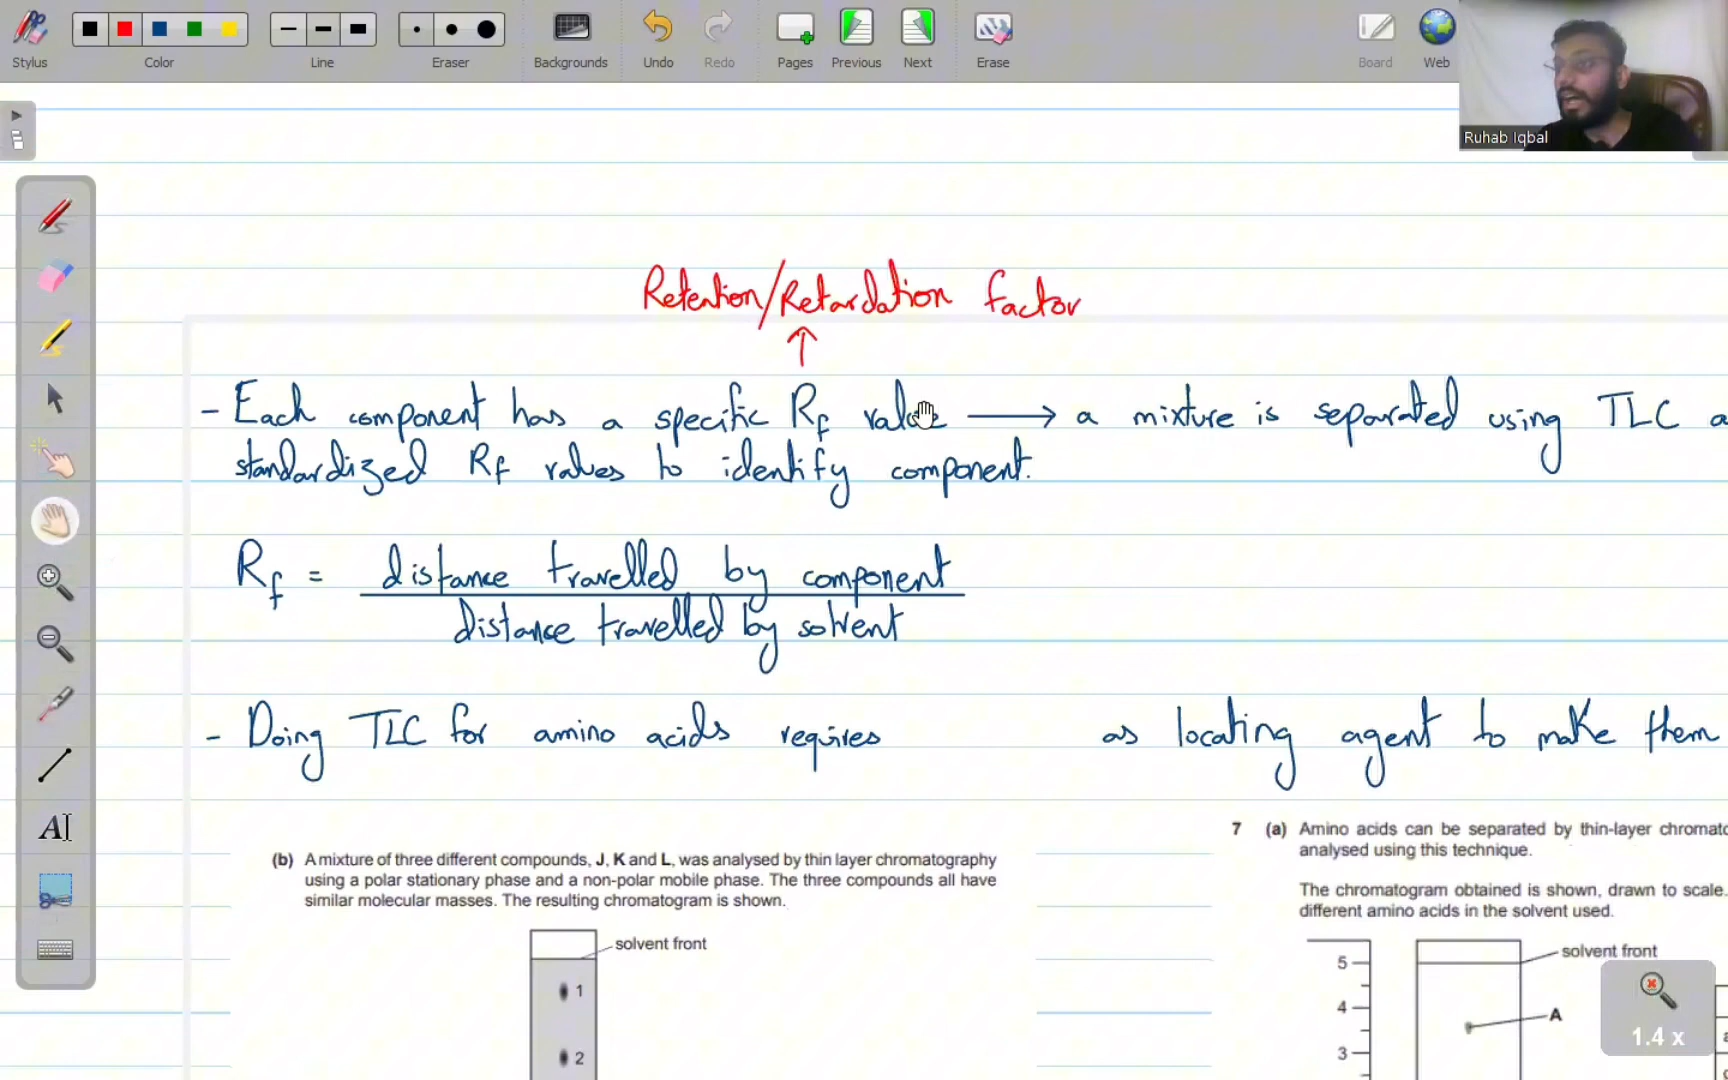 Stylus
Color
Line
Eraser
Backgrounds
Undo
Redo
Pages
Previous
Next
Erase
Board
Web
Ruhab Iqbal
Retention/Retardation factor
- Each component has a specific Rf value → a mixture is separated using TLC a
standardized Rf values to identify component.
Rf = distance travelled by component
distance travelled by solvent
- Doing TLC for amino acids requires as locating agent to make them
(b) A mixture of three different compounds, J, K and L, was analysed by thin layer chromatography
using a polar stationary phase and a non-polar mobile phase. The three compounds all have
similar molecular masses. The resulting chromatogram is shown.
solvent front
1
2
7 (a) Amino acids can be separated by thin-layer chromato
analysed using this technique.
The chromatogram obtained is shown, drawn to scale.
different amino acids in the solvent used.
solvent front
5
4
3
A
1.4 x